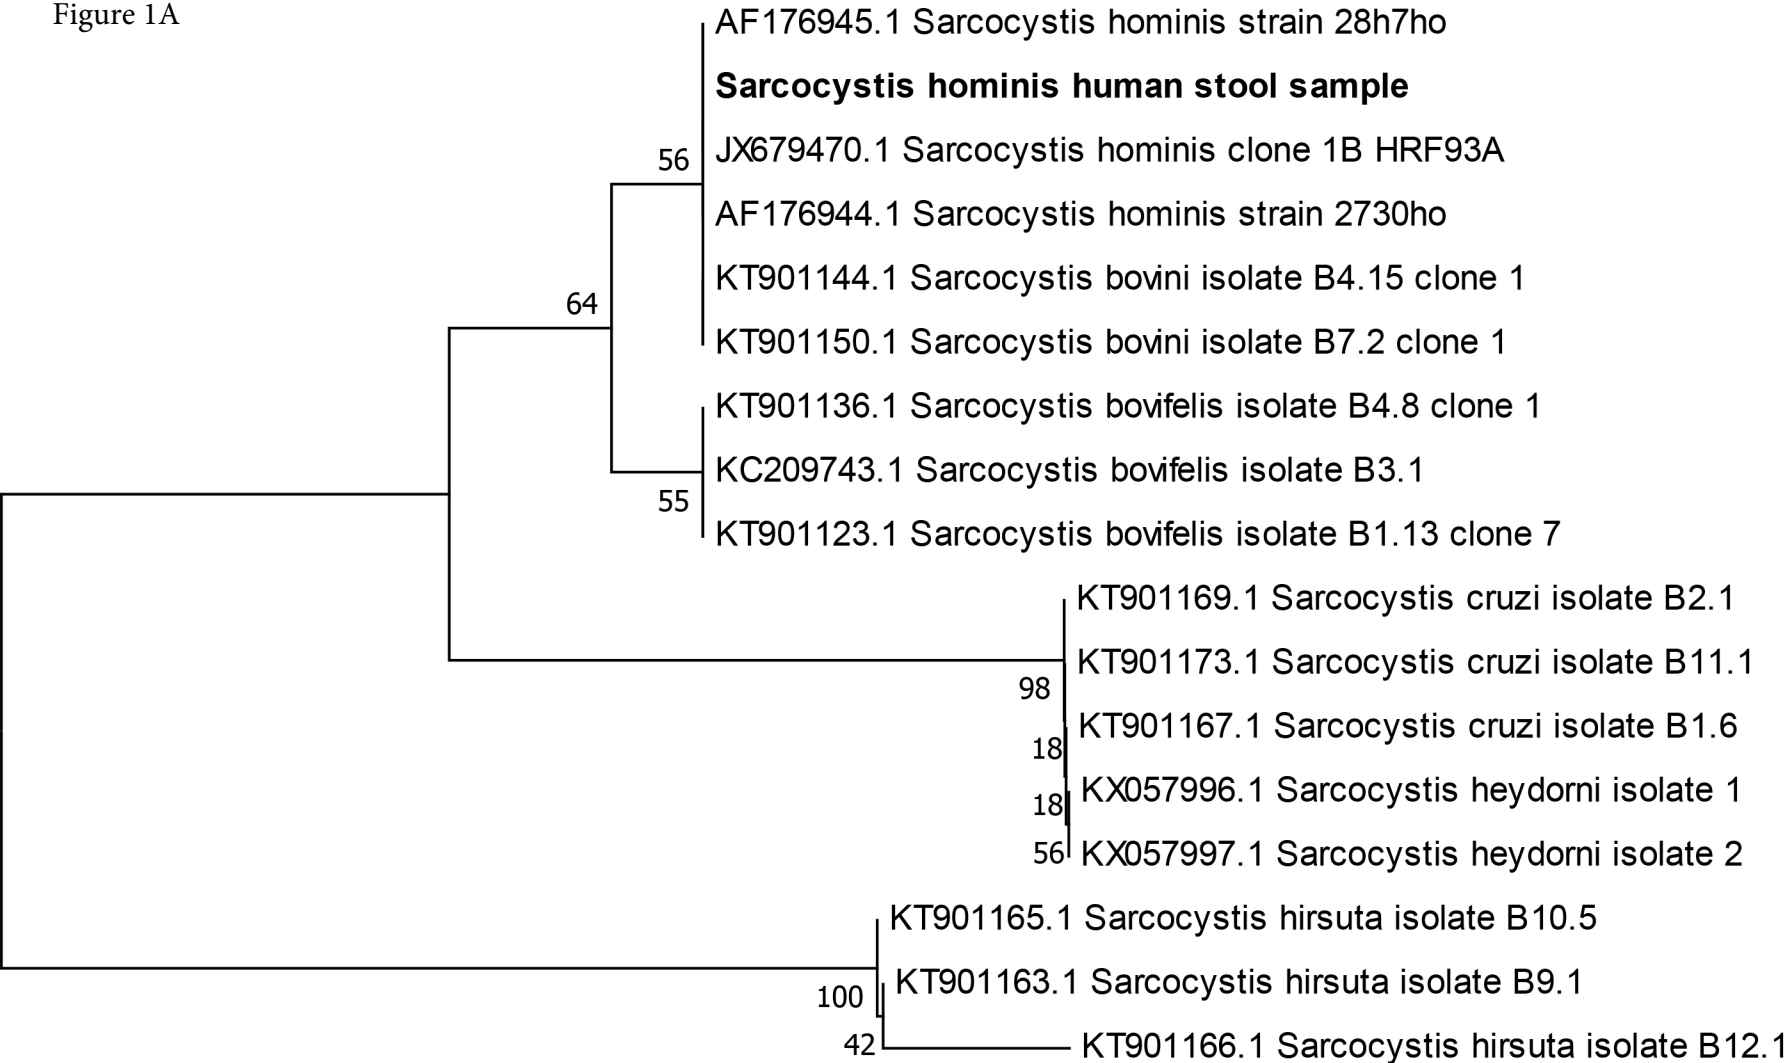 Figure 1A
AF176945.1 Sarcocystis hominis strain 28h7ho
Sarcocystis hominis human stool sample
JX679470.1 Sarcocystis hominis clone 1B HRF93A
56
AF176944.1 Sarcocystis hominis strain 2730ho
KT901144.1 Sarcocystis bovini isolate B4.15 clone 1
64
KT901150.1 Sarcocystis bovini isolate B7.2 clone 1
KT901136.1 Sarcocystis bovifelis isolate B4.8 clone 1
KC209743.1 Sarcocystis bovifelis isolate B3.1
55
KT901123.1 Sarcocystis bovifelis isolate B1.13 clone 7
KT901169.1 Sarcocystis cruzi isolate B2.1
KT901173.1 Sarcocystis cruzi isolate B11.1
98
KT901167.1 Sarcocystis cruzi isolate B1.6
18
KX057996.1 Sarcocystis heydorni isolate 1
18
KX057997.1 Sarcocystis heydorni isolate 2
56
KT901165.1 Sarcocystis hirsuta isolate B10.5
KT901163.1 Sarcocystis hirsuta isolate B9.1
100
KT901166.1 Sarcocystis hirsuta isolate B12.1
42